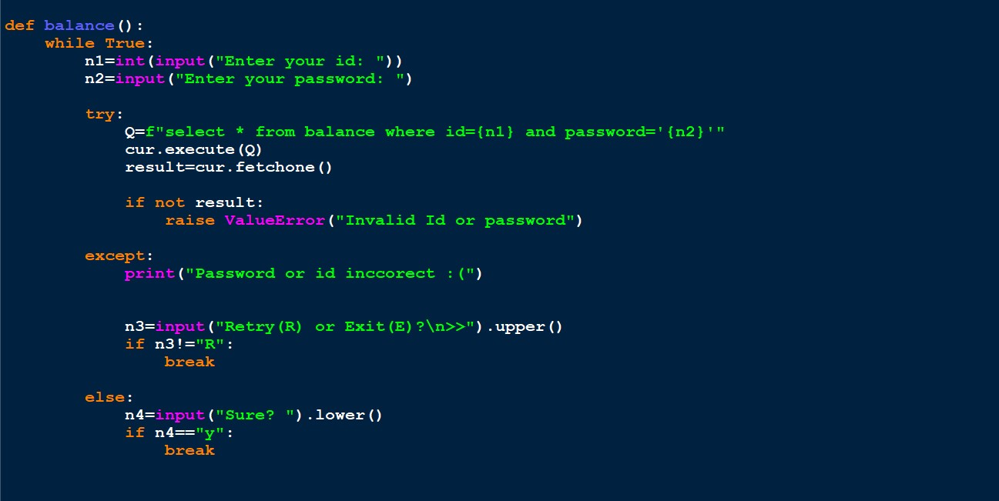 def balance():
    while True:
        n1=int(input("Enter your id: "))
        n2=input("Enter your password: ")
        try:
            Q=f"select * from balance where id={n1} and password='{n2}'"
            cur.execute(Q)
            result=cur.fetchone()
            if not result:
                raise ValueError("Invalid Id or password")
        except:
            print("Password or id inccorect :(")
            n3=input("Retry(R) or Exit(E)?\n>>").upper()
            if n3!="R":
                break
        else:
            n4=input("Sure? ").lower()
            if n4=="y":
                break